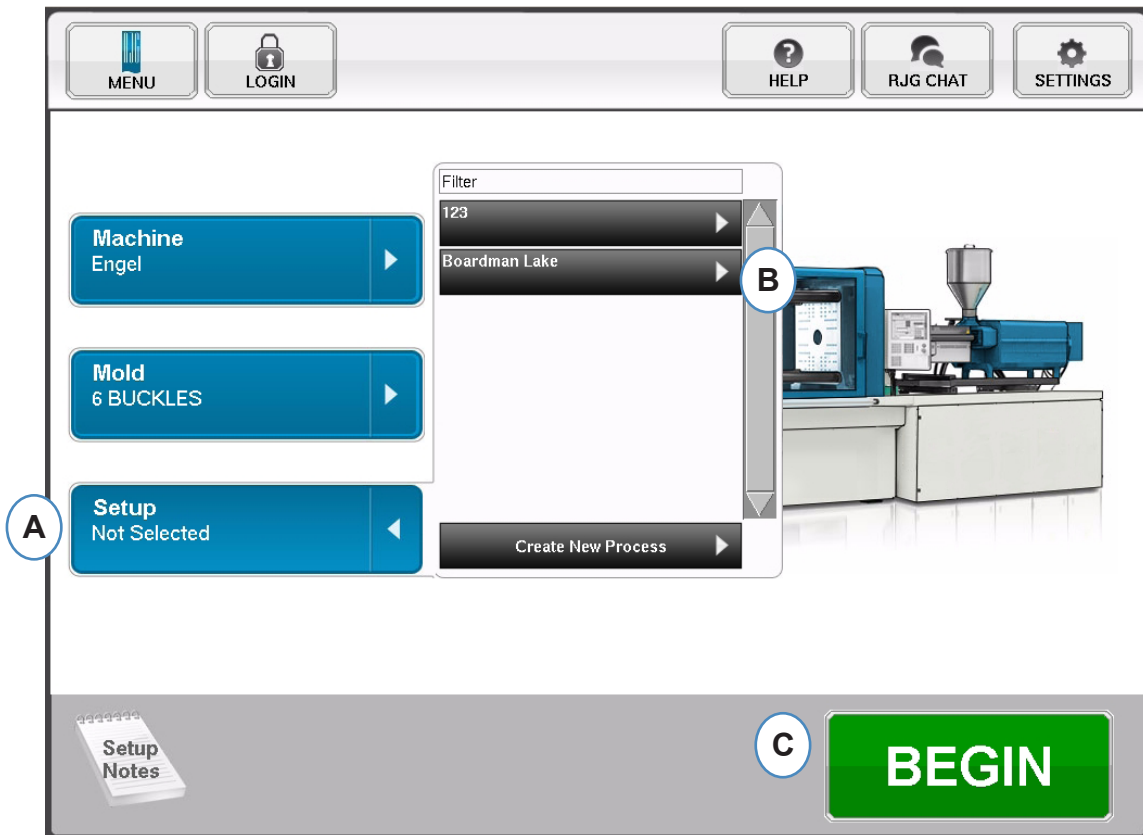 MENU
LOGIN
HELP
RJG CHAT
SETTINGS
Filter
123
Boardman Lake
Machine
Engel
B
Mold
6 BUCKLES
A
Setup
Not Selected
Create New Process
Setup
Notes
C
BEGIN